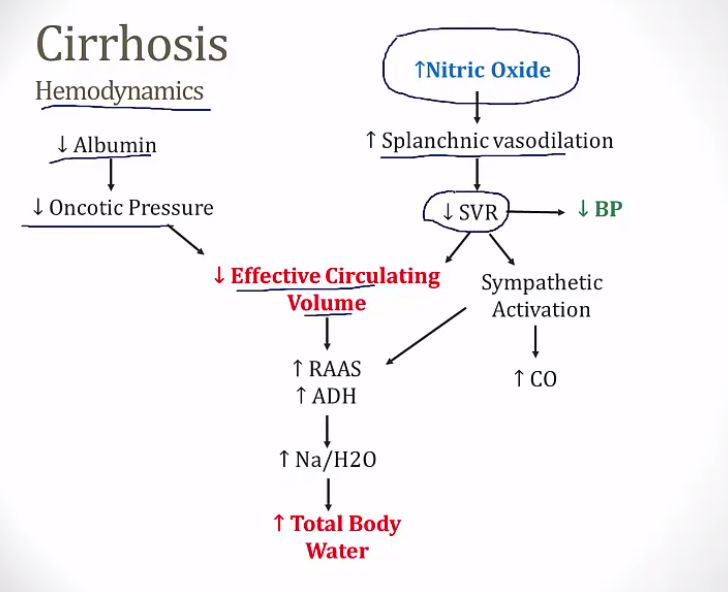 Cirrhosis
Hemodynamics
↑Nitric Oxide
↓ Albumin
↑ Splanchnic vasodilation
↓ Oncotic Pressure
↓ SVR
↓ BP
↓ Effective Circulating
Volume
Sympathetic
Activation
↑ RAAS
↑ ADH
↑ CO
↑ Na/H2O
↑ Total Body
Water